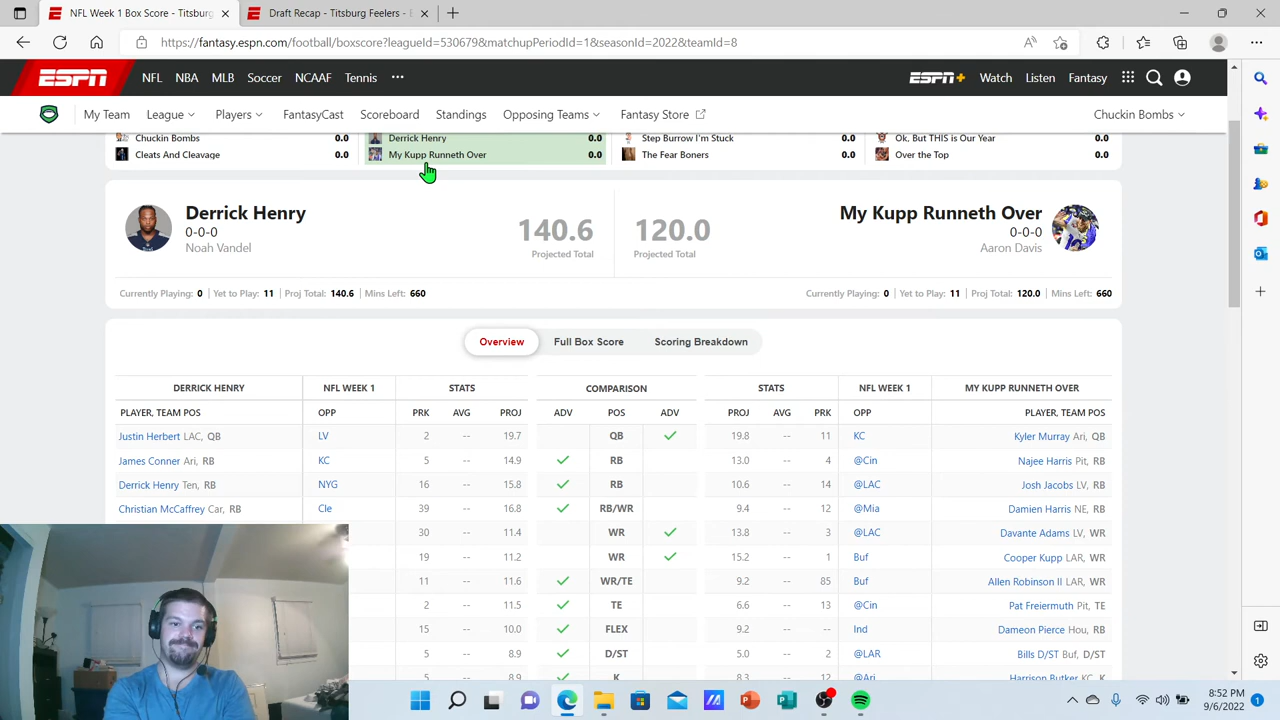 NFL Week 1 Box Score - Titsburg
Draft Recap - Titsburg Feelers - E
https://fantasy.espn.com/football/boxscore?leagueId=530679&matchupPeriodId=1&seasonId=2022&teamId=8
ESPN NFL NBA MLB Soccer NCAAF Tennis ESPN+ Watch Listen Fantasy
My Team League Players FantasyCast Scoreboard Standings Opposing Teams Fantasy Store Chuckin Bombs
Chuckin Bombs 0.0 Derrick Henry 0.0 Step Burrow I'm Stuck 0.0 Ok. But THIS is Our Year 0.0
Cleats And Cleavage 0.0 My Kupp Runneth Over 0.0 The Fear Boners 0.0 Over the Top 0.0
Derrick Henry 140.6 120.0 My Kupp Runneth Over
0-0-0 0-0-0
Noah Vandel Projected Total Projected Total Aaron Davis
Currently Playing: 0 Yet to Play: 11 Proj Total: 140.6 Mins Left: 660 Currently Playing: 0 Yet to Play: 11 Proj Total: 120.0 Mins Left: 660
Overview Full Box Score Scoring Breakdown
DERRICK HENRY NFL WEEK 1 STATS COMPARISON STATS NFL WEEK 1 MY KUPP RUNNETH OVER
PLAYER, TEAM POS OPP PRK AVG PROJ ADV POS ADV PROJ AVG PRK OPP PLAYER, TEAM POS
Justin Herbert LAC, QB LV 2 -- 19.7 QB 19.8 -- 11 KC Kyler Murray Ari, QB
James Conner Ari, RB KC 5 -- 14.9 RB 13.0 -- 4 @Cin Najee Harris Pit, RB
Derrick Henry Ten, RB NYG 16 -- 15.8 RB 10.6 -- 14 @LAC Josh Jacobs LV, RB
Christian McCaffrey Car, RB Cle 39 -- 16.8 RB/WR 9.4 -- 12 @Mia Damien Harris NE, RB
30 -- 11.4 WR 13.8 -- 3 @LAC Davante Adams LV, WR
19 -- 11.2 WR 15.2 -- 1 Buf Cooper Kupp LAR, WR
11 -- 11.6 WR/TE 9.2 -- 85 Buf Allen Robinson II LAR, WR
2 -- 11.5 TE 6.6 -- 13 @Cin Pat Freiermuth Pit, TE
15 -- 10.0 FLEX 9.2 -- -- Ind Dameon Pierce Hou, RB
5 -- 8.9 D/ST 5.0 -- 2 @LAR Bills D/ST Buf, D/ST
5 -- 8.9 K 8.3 -- 12 @Ari Harrison Butker KC, K
8:52 PM
9/6/2022